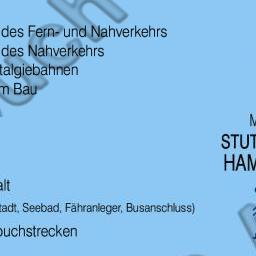 des Fern- und Nahverkehrs
des Nahverkehrs
talgiebahnen
m Bau
M
STUT
HAM
alt
tadt, Seebad, Fähranleger, Busanschluss)
buchstrecken